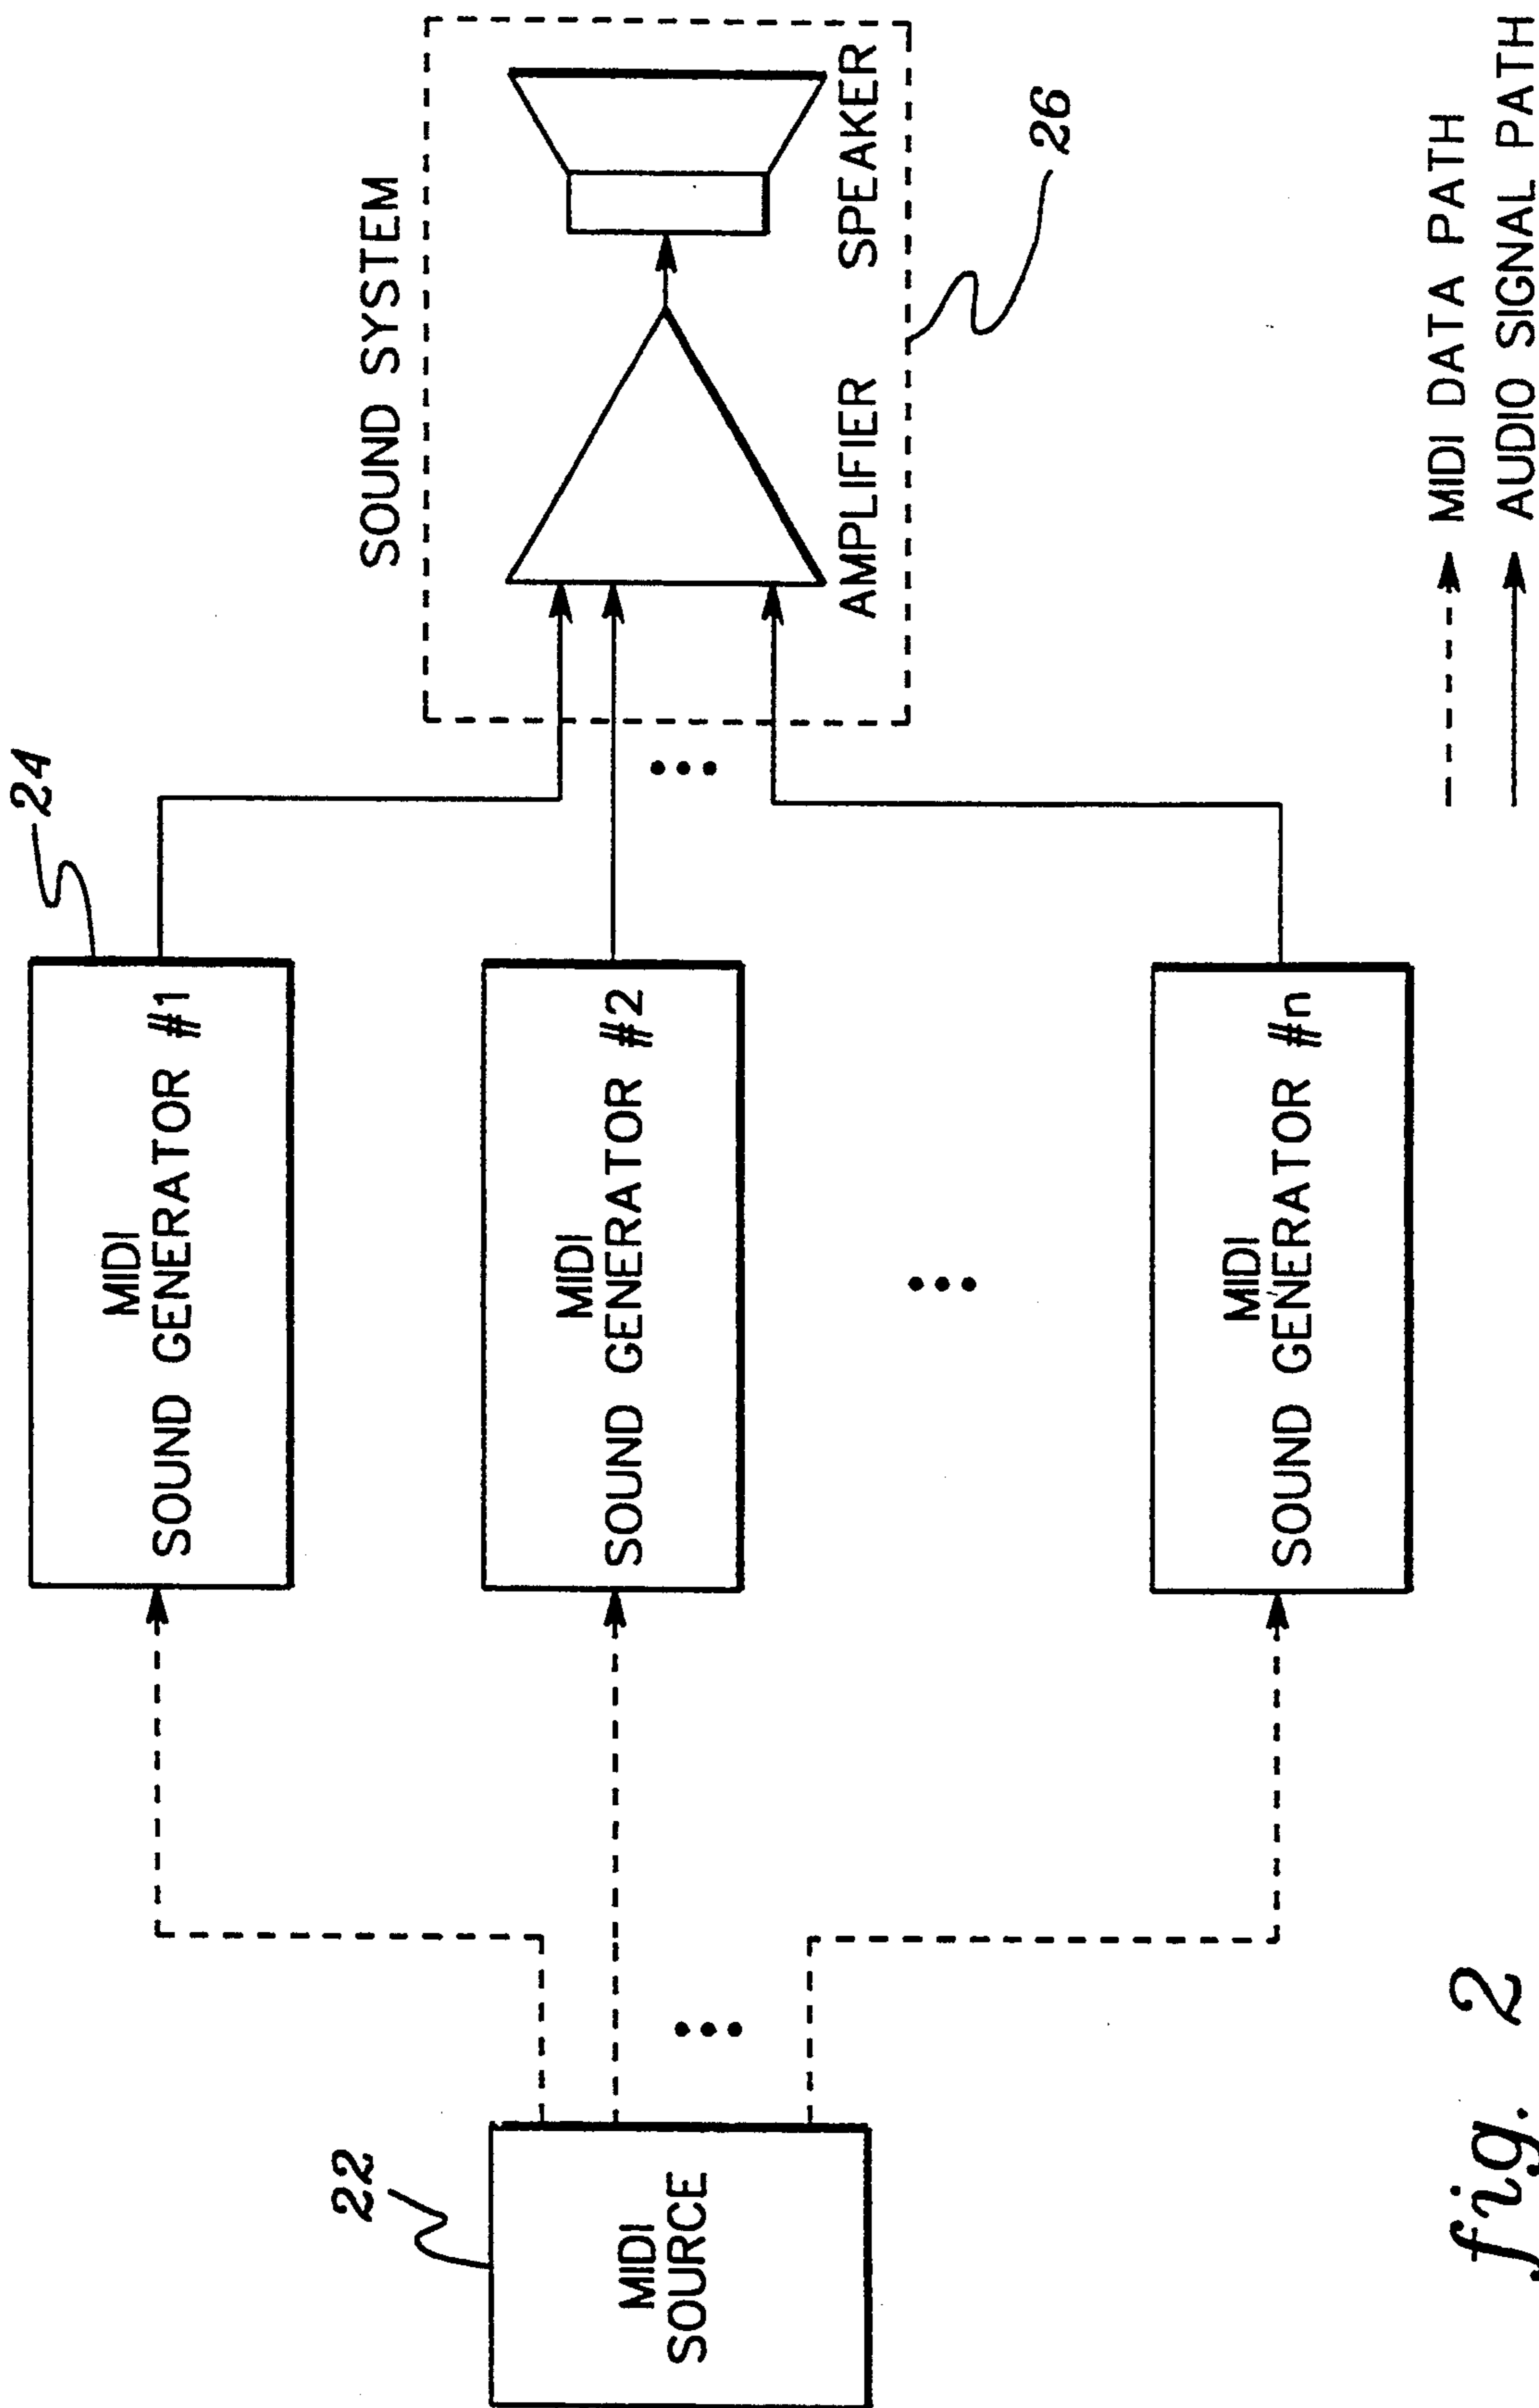 22
MIDI
SOURCE
24
MIDI
SOUND GENERATOR #1
MIDI
SOUND GENERATOR #2
MIDI
SOUND GENERATOR #n
SOUND SYSTEM
AMPLIFIER
SPEAKER
26
MIDI DATA PATH
AUDIO SIGNAL PATH
fig. 2